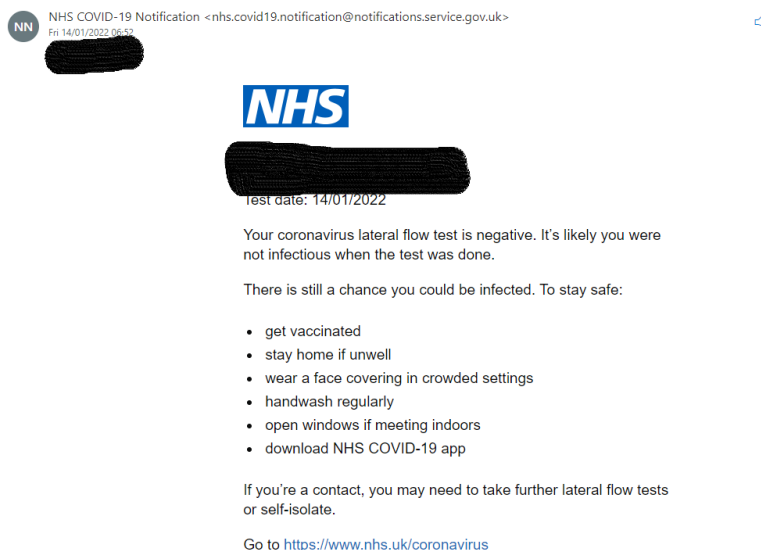 NHS COVID-19 Notification <nhs.covid19.notification@notifications.service.gov.uk>
NN
Fri 14/01/2022 06:52
NHS
Test date: 14/01/2022
Your coronavirus lateral flow test is negative. It's likely you were
not infectious when the test was done.
There is still a chance you could be infected. To stay safe:
• get vaccinated
• stay home if unwell
• wear a face covering in crowded settings
• handwash regularly
• open windows if meeting indoors
• download NHS COVID-19 app
If you're a contact, you may need to take further lateral flow tests
or self-isolate.
Go to https://www.nhs.uk/coronavirus